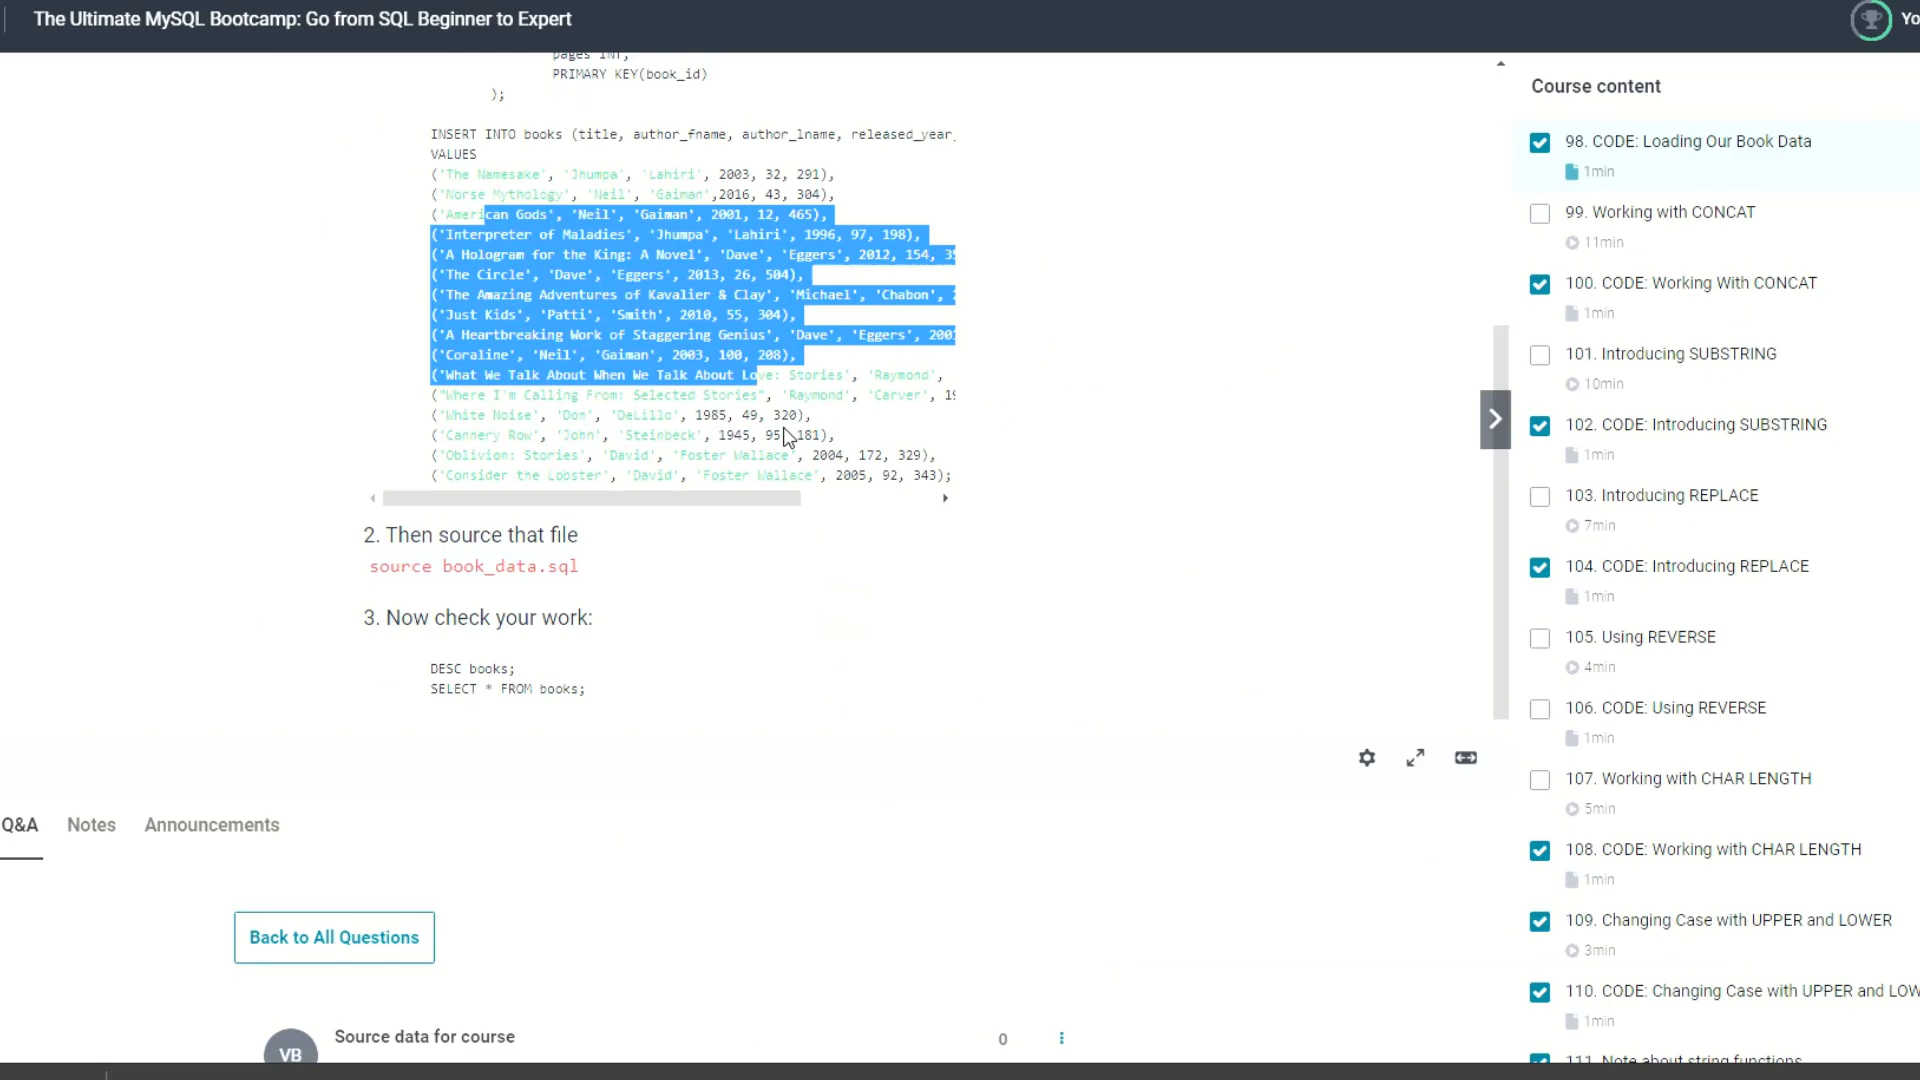 The Ultimate MySQL Bootcamp: Go from SQL Beginner to Expert
Yo
pages INT,
PRIMARY KEY(book_id)
);
INSERT INTO books (title, author_fname, author_lname, released_year,
VALUES
('The Namesake', 'Jhumpa', 'Lahiri', 2003, 32, 291),
('Norse Mythology', 'Neil', 'Gaiman',2016, 43, 304),
('American Gods', 'Neil', 'Gaiman', 2001, 12, 465),
('Interpreter of Maladies', 'Jhumpa', 'Lahiri', 1996, 97, 198),
('A Hologram for the King: A Novel', 'Dave', 'Eggers', 2012, 154, 35
('The Circle', 'Dave', 'Eggers', 2013, 26, 504),
('The Amazing Adventures of Kavalier & Clay', 'Michael', 'Chabon', 2
('Just Kids', 'Patti', 'Smith', 2010, 55, 304),
('A Heartbreaking Work of Staggering Genius', 'Dave', 'Eggers', 2001
('Coraline', 'Neil', 'Gaiman', 2003, 100, 208),
('What We Talk About When We Talk About Love: Stories', 'Raymond',
("Where I'm Calling From: Selected Stories", 'Raymond', 'Carver', 19
('White Noise', 'Don', 'DeLillo', 1985, 49, 320),
('Cannery Row', 'John', 'Steinbeck', 1945, 95, 181),
('Oblivion: Stories', 'David', 'Foster Wallace', 2004, 172, 329),
('Consider the Lobster', 'David', 'Foster Wallace', 2005, 92, 343);
2. Then source that file
source book_data.sql
3. Now check your work:
DESC books;
SELECT * FROM books;
Q&A Notes Announcements
Back to All Questions
VB
Source data for course
0
Course content
98. CODE: Loading Our Book Data
1min
99. Working with CONCAT
11min
100. CODE: Working With CONCAT
1min
101. Introducing SUBSTRING
10min
102. CODE: Introducing SUBSTRING
1min
103. Introducing REPLACE
7min
104. CODE: Introducing REPLACE
1min
105. Using REVERSE
4min
106. CODE: Using REVERSE
1min
107. Working with CHAR LENGTH
5min
108. CODE: Working with CHAR LENGTH
1min
109. Changing Case with UPPER and LOWER
3min
110. CODE: Changing Case with UPPER and LOW
1min
111. Note about string functions